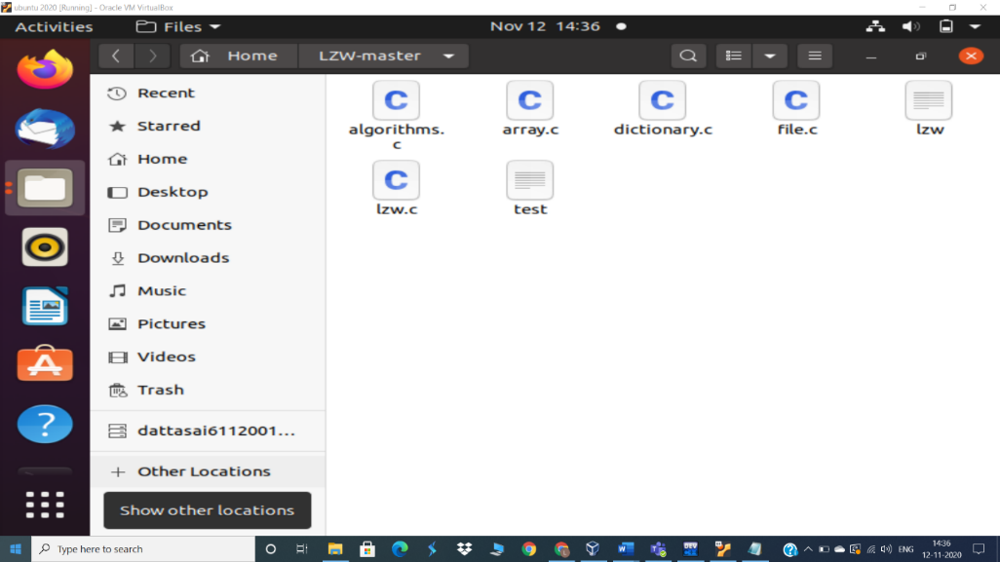 ubuntu 2020 [Running] - Oracle VM VirtualBox
Activities
Files
Nov 12 14:36
Home
LZW-master
Recent
Starred
Home
Desktop
Documents
Downloads
Music
Pictures
Videos
Trash
dattasai6112001...
Other Locations
Show other locations
algorithms.
c
array.c
dictionary.c
file.c
lzw
lzw.c
test
Type here to search
ENG
14:36
12-11-2020